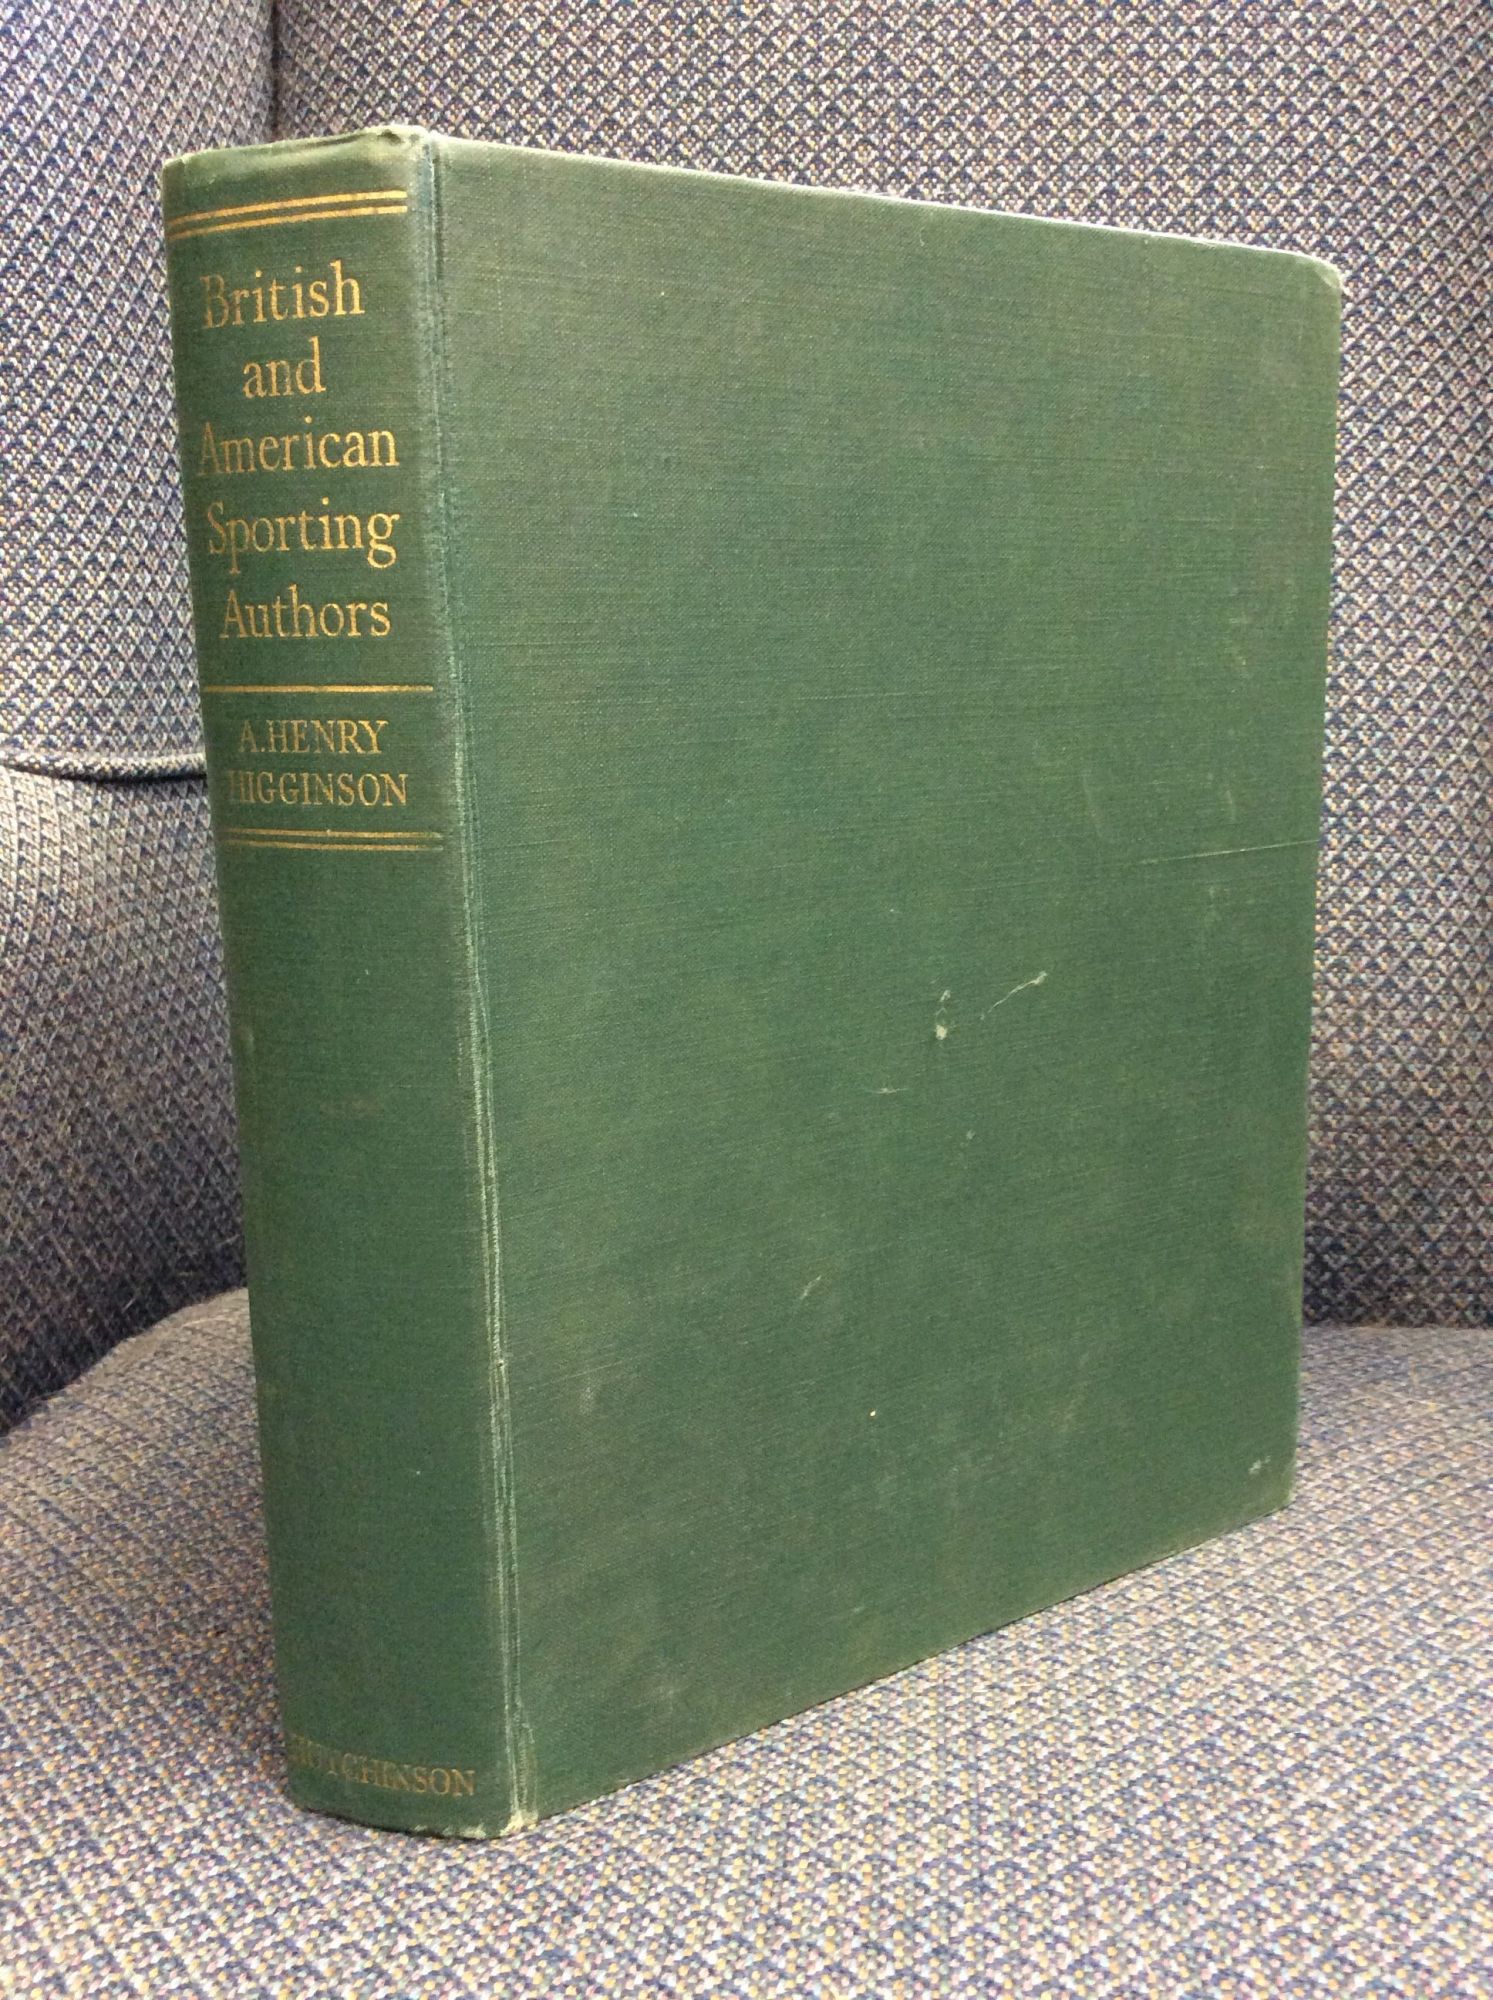 British
and
American
Sporting
Authors
A. HENRY
HIGGINSON
HUTCHINSON